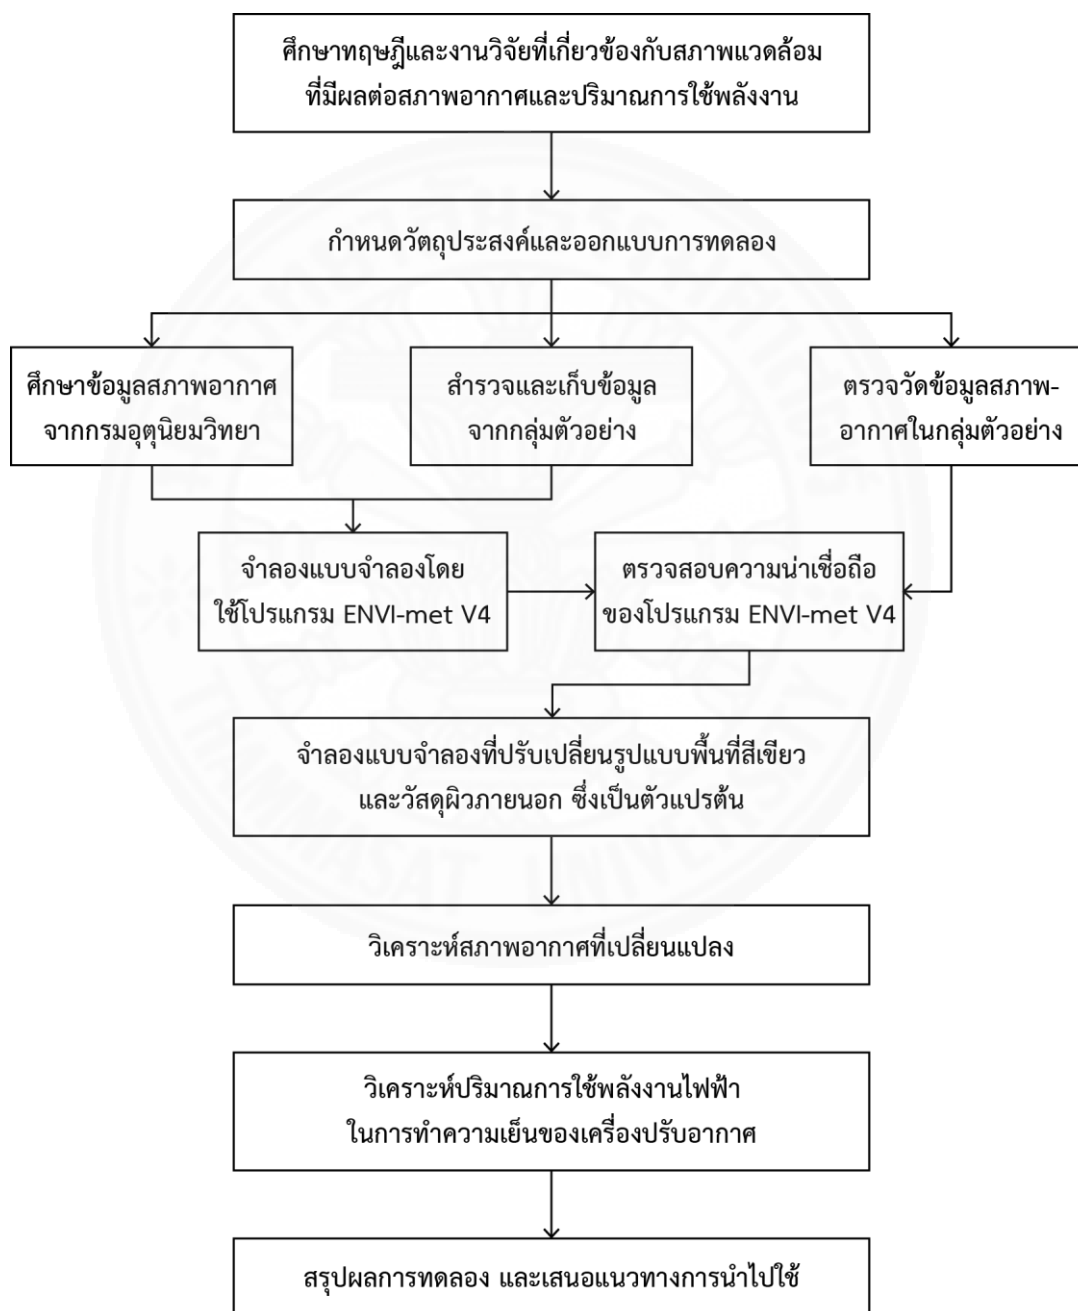 ศึกษาทฤษฎีและงานวิจัยที่เกี่ยวข้องกับสภาพแวดล้อม
ที่มีผลต่อสภาพอากาศและปริมาณการใช้พลังงาน
กำหนดวัตถุประสงค์และออกแบบการทดลอง
ศึกษาข้อมูลสภาพอากาศ
จากกรมอุตุนิยมวิทยา
สำรวจและเก็บข้อมูล
จากกลุ่มตัวอย่าง
ตรวจวัดข้อมูลสภาพ-
อากาศในกลุ่มตัวอย่าง
จำลองแบบจำลองโดย
ใช้โปรแกรม ENVI-met V4
ตรวจสอบความน่าเชื่อถือ
ของโปรแกรม ENVI-met V4
จำลองแบบจำลองที่ปรับเปลี่ยนรูปแบบพื้นที่สีเขียว
และวัสดุผิวภายนอก ซึ่งเป็นตัวแปรต้น
วิเคราะห์สภาพอากาศที่เปลี่ยนแปลง
วิเคราะห์ปริมาณการใช้พลังงานไฟฟ้า
ในการทำความเย็นของเครื่องปรับอากาศ
สรุปผลการทดลอง และเสนอแนวทางการนำไปใช้
THAMMASAT UNIVERSITY